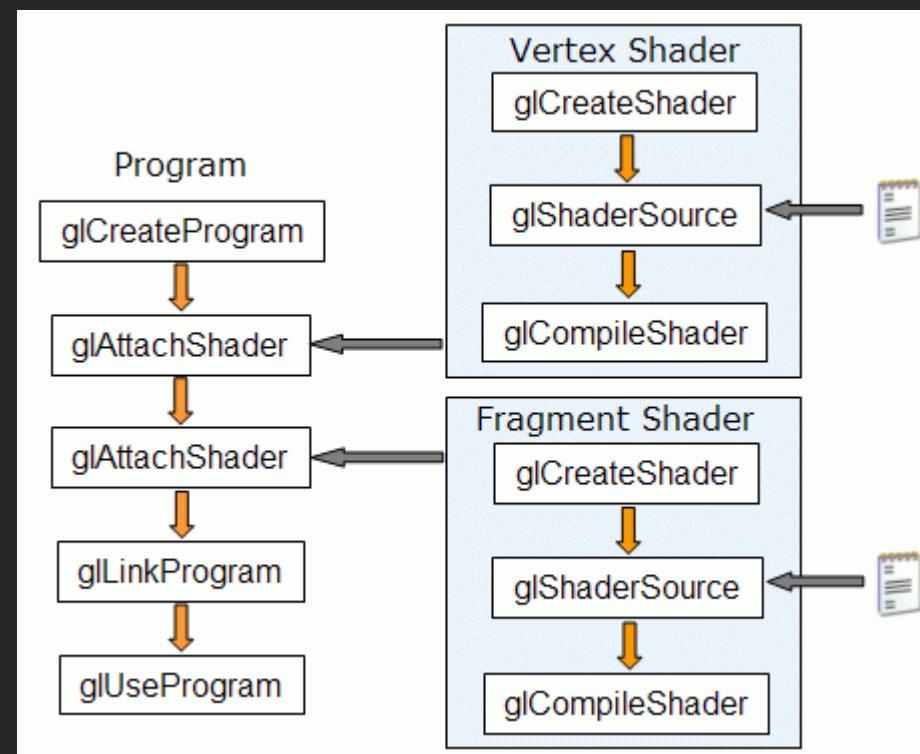 Program
glCreateProgram
glAttachShader
glAttachShader
glLinkProgram
glUseProgram
Vertex Shader
glCreateShader
glShaderSource
glCompileShader
Fragment Shader
glCreateShader
glShaderSource
glCompileShader